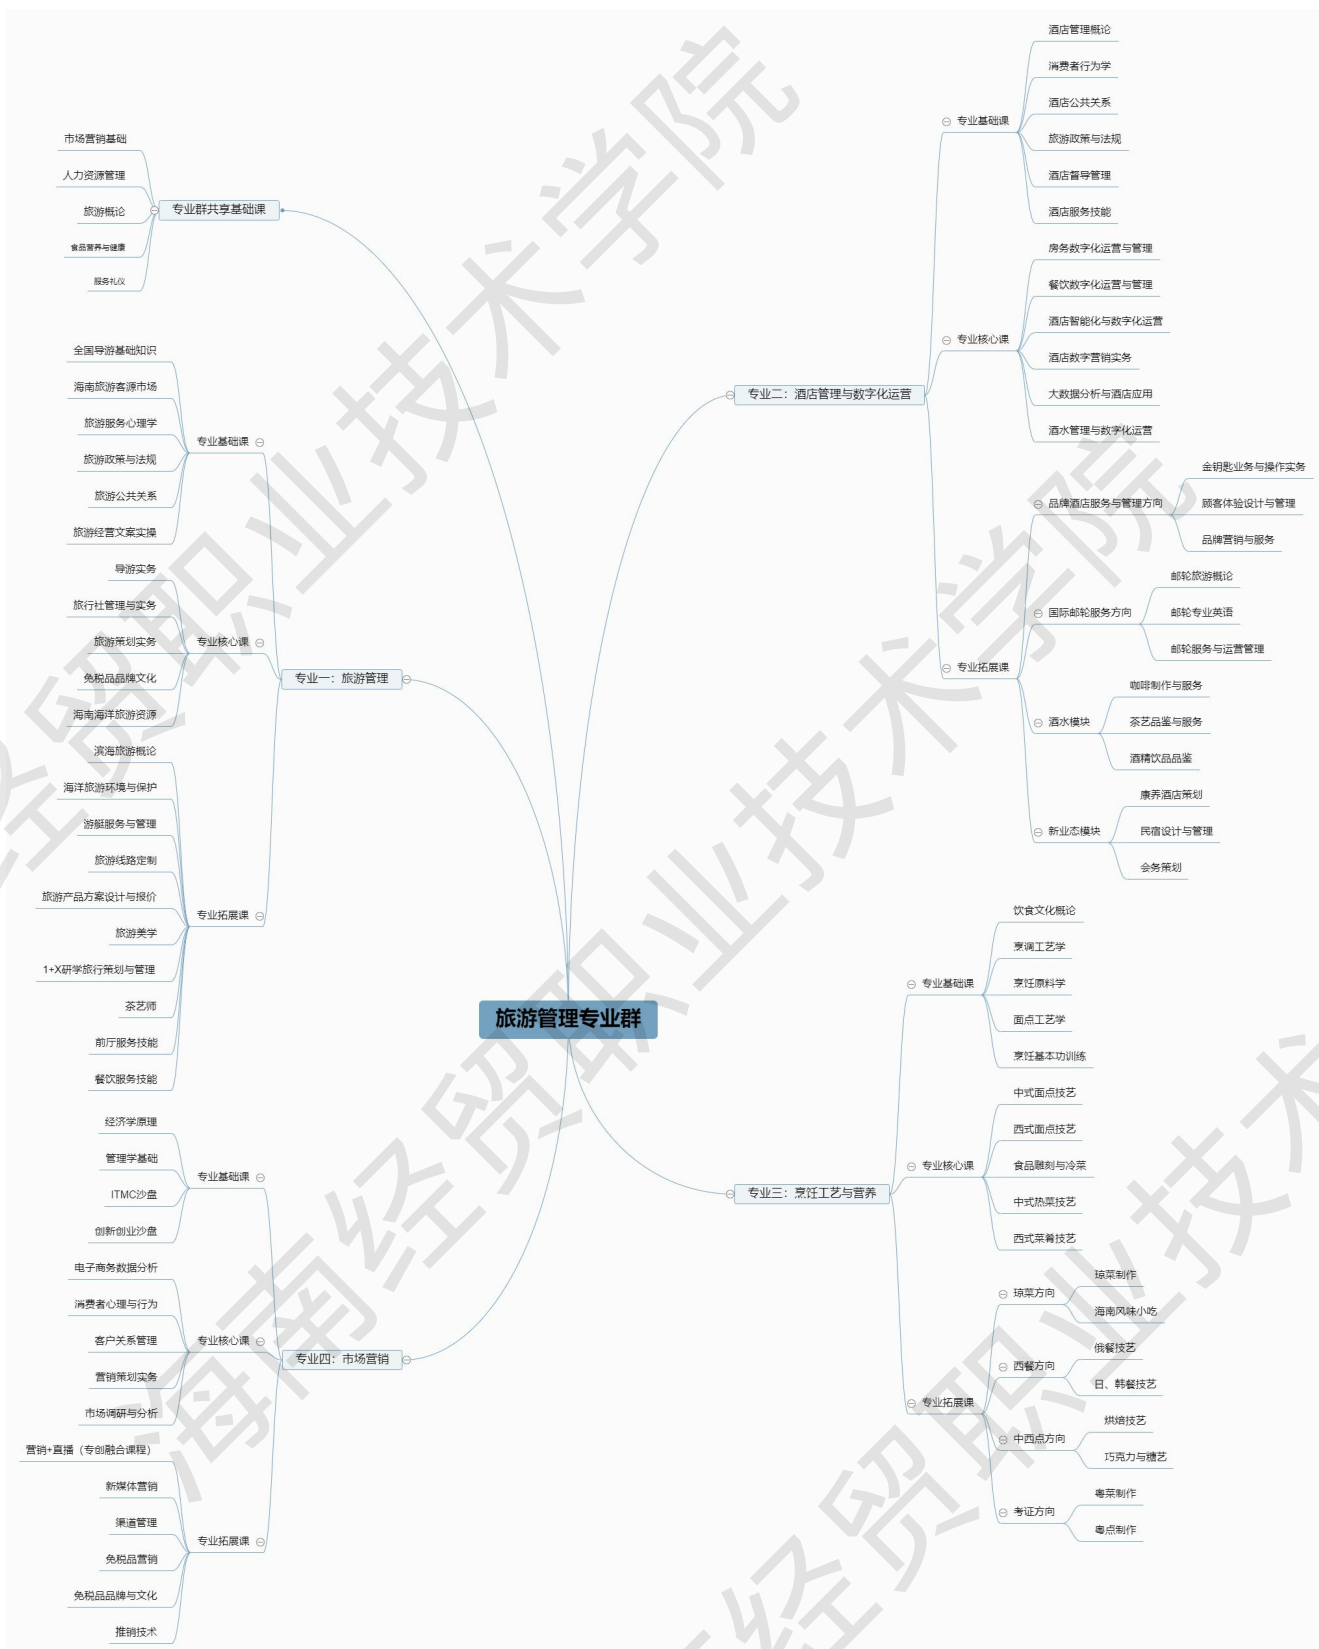 旅游管理专业群
专业群共享基础课
市场营销基础
人力资源管理
旅游概论
食品营养与健康
服务礼仪
专业一：旅游管理
专业基础课
全国导游基础知识
海南旅游客源市场
旅游服务心理学
旅游政策与法规
旅游公共关系
旅游经营文案实操
专业核心课
导游实务
旅行社管理与实务
旅游策划实务
免税品品牌文化
海南海洋旅游资源
专业拓展课
滨海旅游概论
海洋旅游环境与保护
游艇服务与管理
旅游线路定制
旅游产品方案设计与报价
旅游美学
1+X研学旅行策划与管理
茶艺师
前厅服务技能
餐饮服务技能
专业二：酒店管理与数字化运营
专业基础课
酒店管理概论
消费者行为学
酒店公共关系
旅游政策与法规
酒店督导管理
酒店服务技能
专业核心课
房务数字化运营与管理
餐饮数字化运营与管理
酒店智能化与数字化运营
酒店数字营销实务
大数据分析与酒店应用
酒水管理与数字化运营
专业拓展课
品牌酒店服务与管理方向
金钥匙业务与操作实务
顾客体验设计与管理
品牌营销与服务
国际邮轮服务方向
邮轮旅游概论
邮轮专业英语
邮轮服务与运营管理
酒水模块
咖啡制作与服务
茶艺品鉴与服务
酒精饮品品鉴
新业态模块
康养酒店策划
民宿设计与管理
会务策划
专业三：烹饪工艺与营养
专业基础课
饮食文化概论
烹调工艺学
烹饪原料学
面点工艺学
烹饪基本功训练
专业核心课
中式面点技艺
西式面点技艺
食品雕刻与冷菜
中式热菜技艺
西式菜肴技艺
专业拓展课
琼菜方向
琼菜制作
海南风味小吃
西餐方向
俄餐技艺
日、韩餐技艺
中西点方向
烘焙技艺
巧克力与糖艺
考证方向
粤菜制作
粤点制作
专业四：市场营销
专业基础课
经济学原理
管理学基础
ITMC沙盘
创新创业沙盘
专业核心课
电子商务数据分析
消费者心理与行为
客户关系管理
营销策划实务
市场调研与分析
专业拓展课
营销+直播（专创融合课程）
新媒体营销
渠道管理
免税品营销
免税品品牌与文化
推销技术
经贸职业技术学院
海南经贸职业技术学院
经贸职业技术